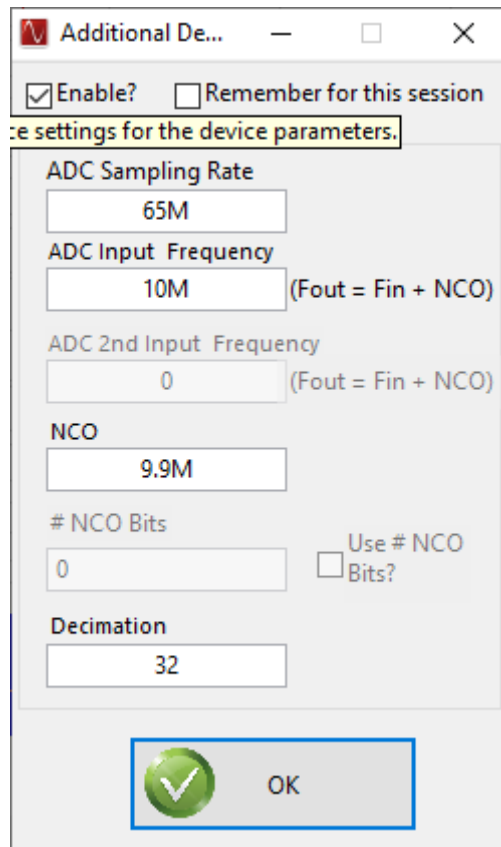 Additional De...
Enable? Remember for this session
ce settings for the device parameters.
ADC Sampling Rate
65M
ADC Input Frequency
10M (Fout = Fin + NCO)
ADC 2nd Input Frequency
0 (Fout = Fin + NCO)
NCO
9.9M
# NCO Bits
0 Use # NCO
Bits?
Decimation
32
OK